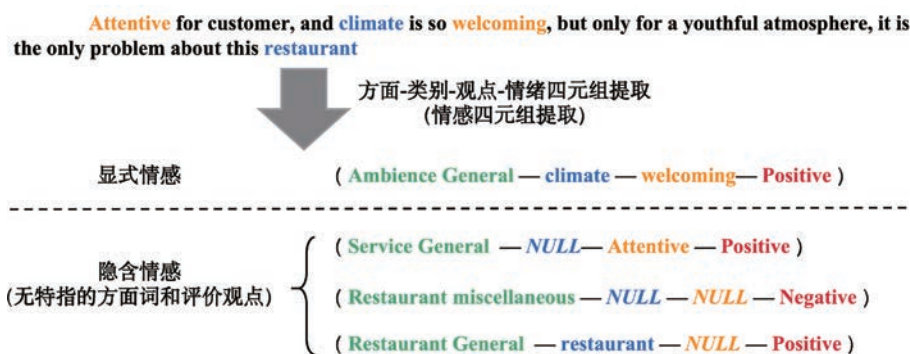 Attentive for customer, and climate is so welcoming, but only for a youthful atmosphere, it is
the only problem about this restaurant
方面-类别-观点-情绪四元组提取
(情感四元组提取)
显式情感
( Ambience General — climate — welcoming— Positive )
( Service General — NULL— Attentive — Positive )
隐含情感
(无特指的方面词和评价观点)
( Restaurant miscellaneous — NULL — NULL — Negative )
( Restaurant General — restaurant — NULL — Positive )